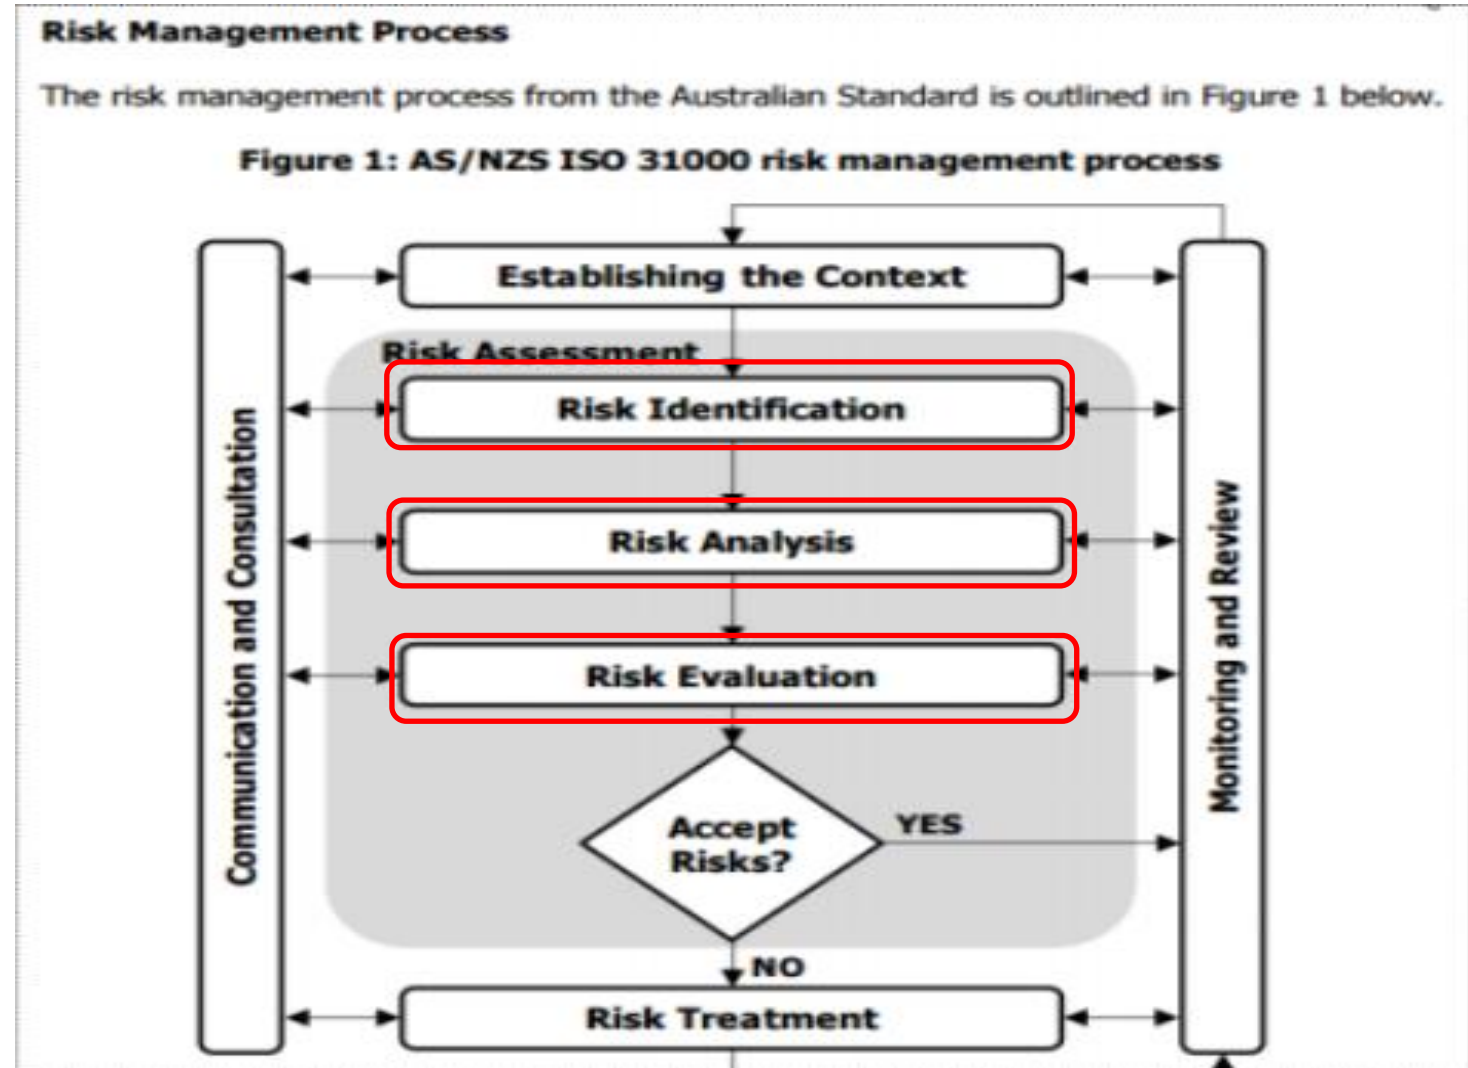 Risk Management Process
The risk management process from the Australian Standard is outlined in Figure 1 below.
Figure 1: AS/NZS ISO 31000 risk management process
Establishing the Context
Risk Assessment
Risk Identification
Risk Analysis
Risk Evaluation
Accept
Risks?
YES
NO
Risk Treatment
Communication and Consultation
Monitoring and Review